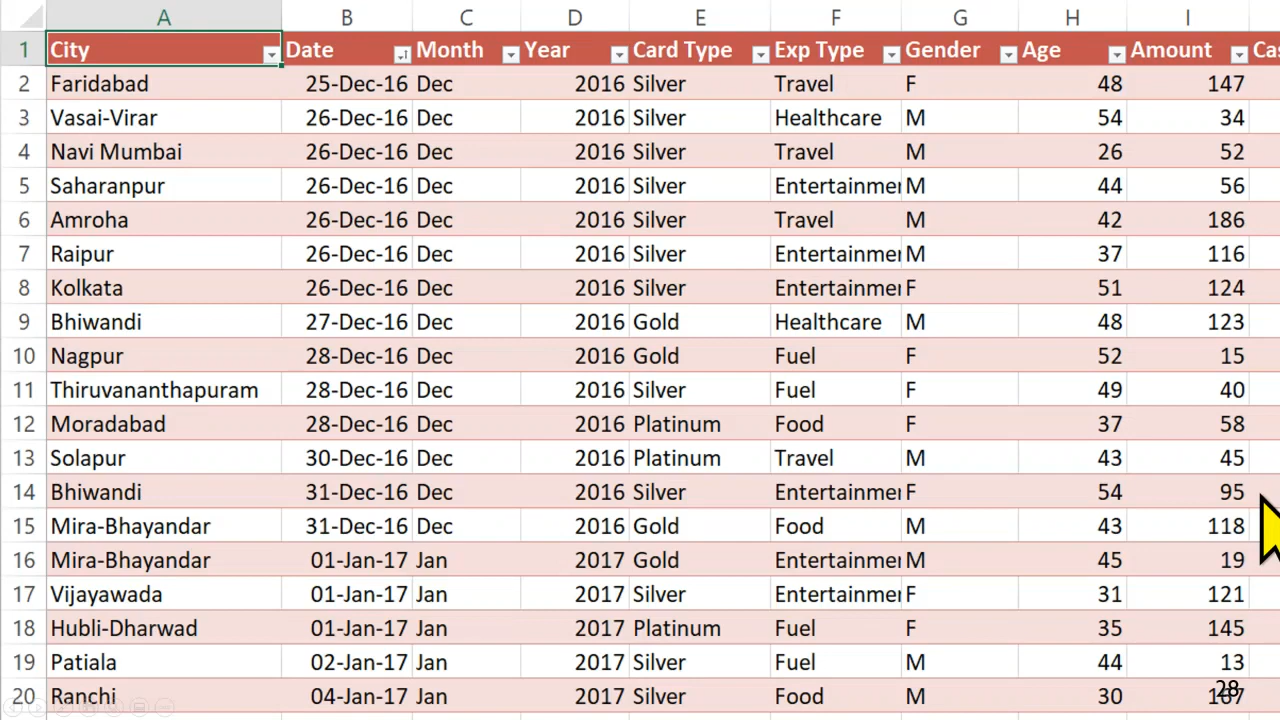 A B C D E F G H I
1 City Date Month Year Card Type Exp Type Gender Age Amount Cas
2 Faridabad 25-Dec-16 Dec 2016 Silver Travel F 48 147
3 Vasai-Virar 26-Dec-16 Dec 2016 Silver Healthcare M 54 34
4 Navi Mumbai 26-Dec-16 Dec 2016 Silver Travel M 26 52
5 Saharanpur 26-Dec-16 Dec 2016 Silver Entertainmer M 44 56
6 Amroha 26-Dec-16 Dec 2016 Silver Travel M 42 186
7 Raipur 26-Dec-16 Dec 2016 Silver Entertainmer M 37 116
8 Kolkata 26-Dec-16 Dec 2016 Silver Entertainmer F 51 124
9 Bhiwandi 27-Dec-16 Dec 2016 Gold Healthcare M 48 123
10 Nagpur 28-Dec-16 Dec 2016 Gold Fuel F 52 15
11 Thiruvananthapuram 28-Dec-16 Dec 2016 Silver Fuel F 49 40
12 Moradabad 28-Dec-16 Dec 2016 Platinum Food F 37 58
13 Solapur 30-Dec-16 Dec 2016 Platinum Travel M 43 45
14 Bhiwandi 31-Dec-16 Dec 2016 Silver Entertainmer F 54 95
15 Mira-Bhayandar 31-Dec-16 Dec 2016 Gold Food M 43 118
16 Mira-Bhayandar 01-Jan-17 Jan 2017 Gold Entertainmer M 45 19
17 Vijayawada 01-Jan-17 Jan 2017 Silver Entertainmer F 31 121
18 Hubli-Dharwad 01-Jan-17 Jan 2017 Platinum Fuel F 35 145
19 Patiala 02-Jan-17 Jan 2017 Silver Fuel M 44 13
20 Ranchi 04-Jan-17 Jan 2017 Silver Food M 30
28